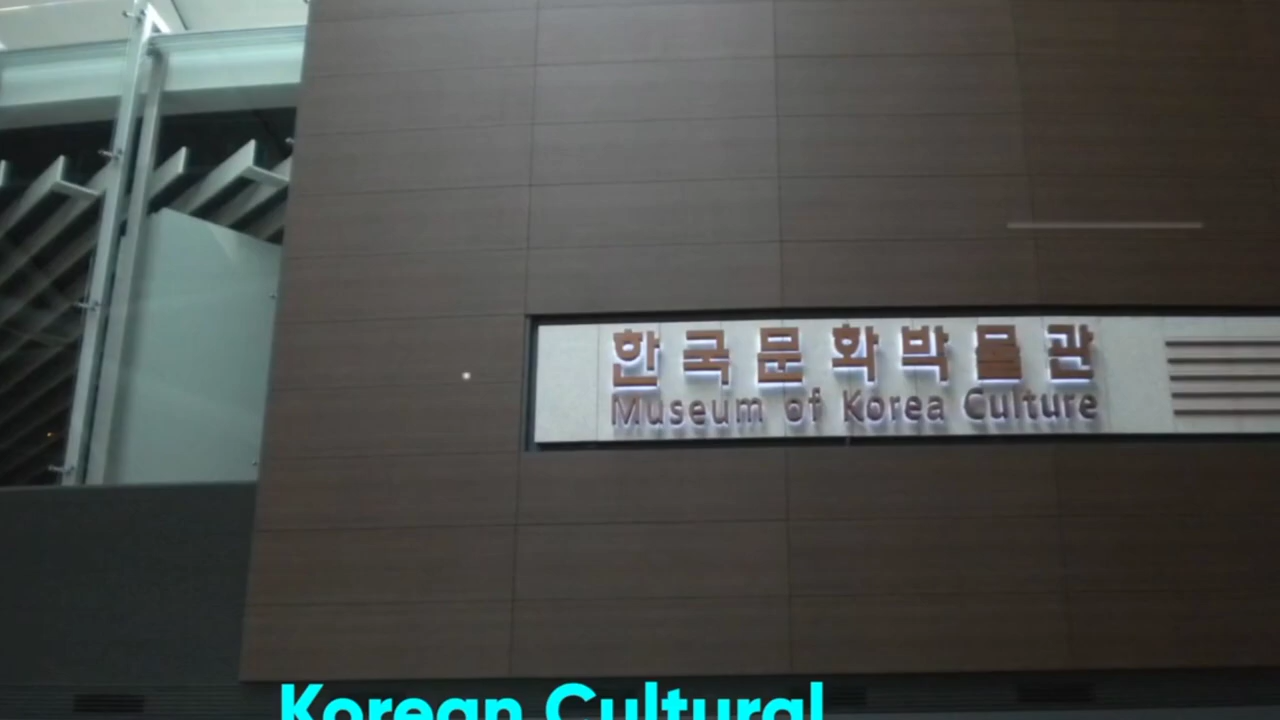 한국문화박물관
Museum of Korea Culture
Korean Cultural